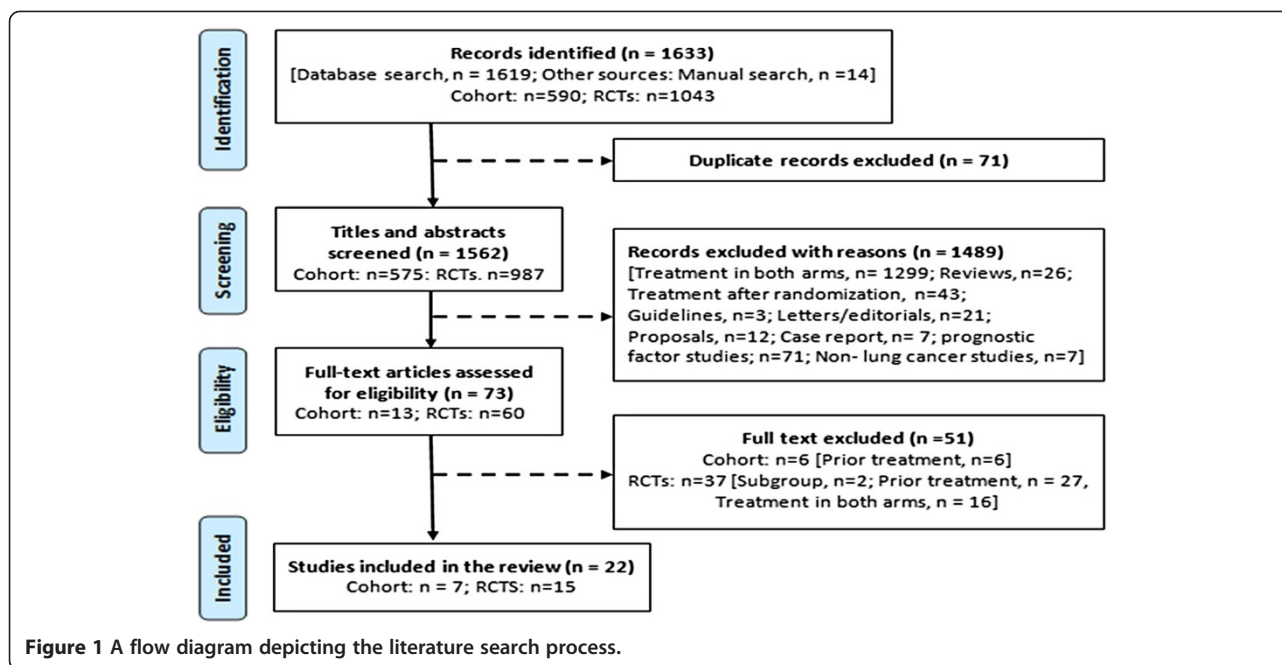 Identification
Records identified (n = 1633)
[Database search, n = 1619; Other sources: Manual search, n =14]
Cohort: n=590; RCTs: n=1043
Duplicate records excluded (n = 71)
Screening
Titles and abstracts
screened (n = 1562)
Cohort: n=575: RCTs. n=987
Records excluded with reasons (n = 1489)
[Treatment in both arms, n= 1299; Reviews, n=26;
Treatment after randomization, n=43;
Guidelines, n=3; Letters/editorials, n=21;
Proposals, n=12; Case report, n= 7; prognostic
factor studies; n=71; Non- lung cancer studies, n=7]
Eligibility
Full-text articles assessed
for eligibility (n = 73)
Cohort: n=13; RCTs: n=60
Full text excluded (n =51)
Cohort: n=6 [Prior treatment, n=6]
RCTs: n=37 [Subgroup, n=2; Prior treatment, n = 27,
Treatment in both arms, n = 16]
Included
Studies included in the review (n = 22)
Cohort: n = 7; RCTS: n=15
Figure 1 A flow diagram depicting the literature search process.